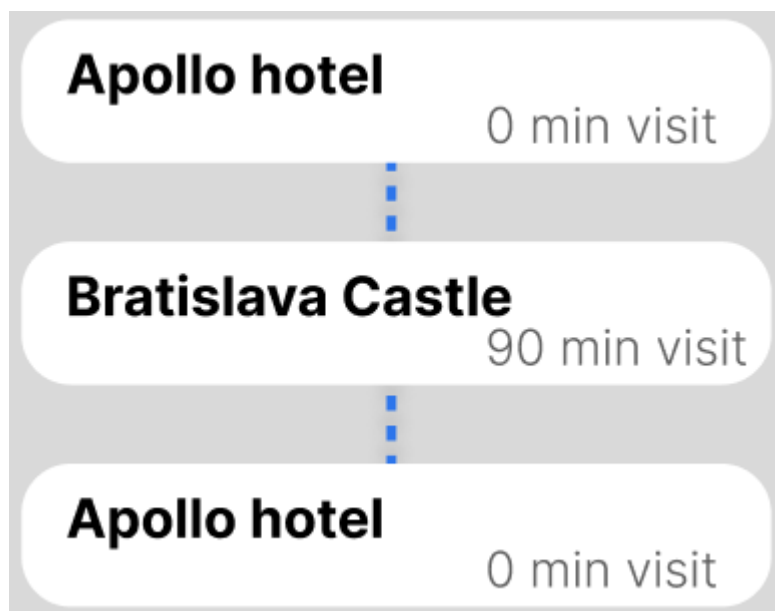 Apollo hotel
0 min visit
Bratislava Castle
90 min visit
Apollo hotel
0 min visit